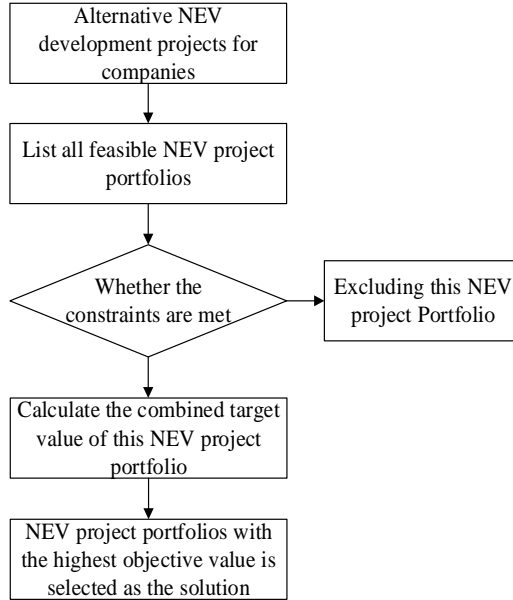 Alternative NEV
development projects for
companies
List all feasible NEV project
portfolios
Whether the
constraints are met
Excluding this NEV
project Portfolio
Calculate the combined target
value of this NEV project
portfolio
NEV project portfolios with
the highest objective value is
selected as the solution